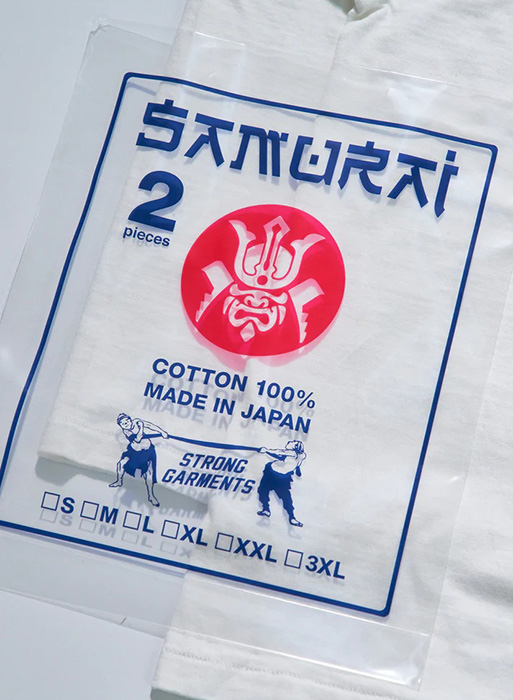 SAMURAI
2
pieces
COTTON 100%
MADE IN JAPAN
STRONG
GARMENTS
☐S ☐M ☐L ☐XL ☐XXL ☐3XL